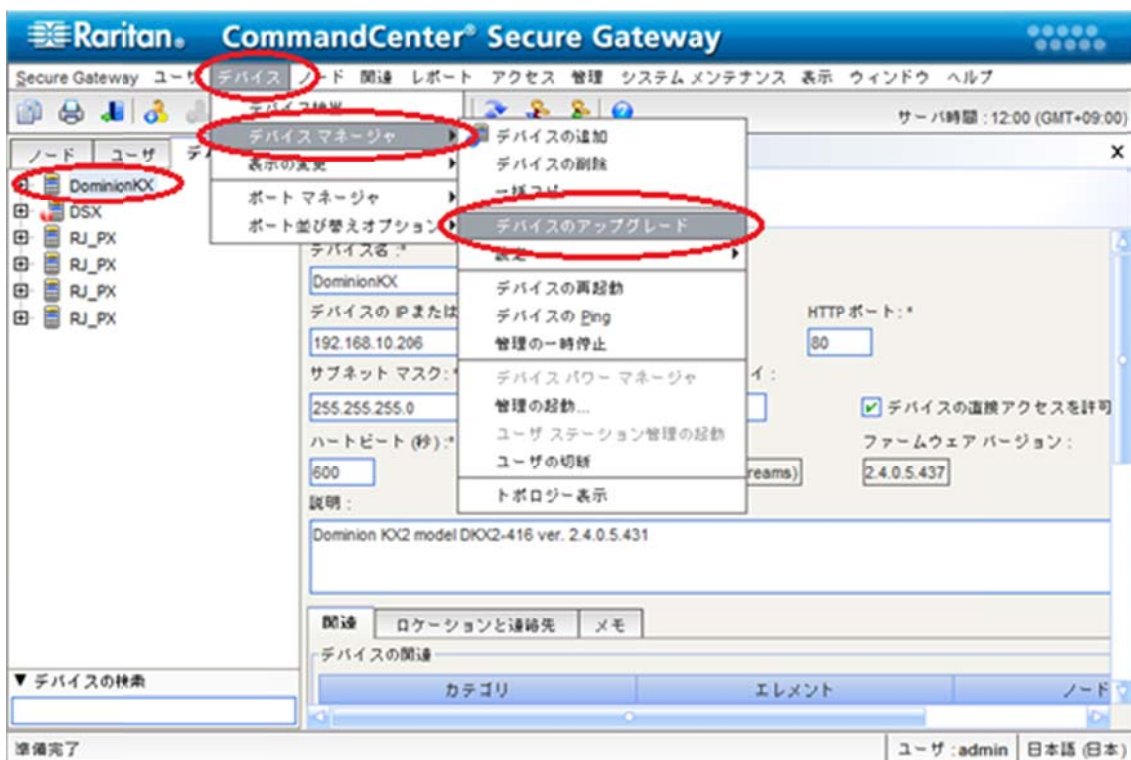 Raritan. CommandCenter® Secure Gateway
Secure Gateway ユーザ デバイス ノード 関連 レポート アクセス 管理 システム メンテナンス 表示 ウィンドウ ヘルプ
サーバ時間 : 12:00 (GMT+09:00)
デバイス マネージャ
表示の変更
ポート マネージャ
ポート並び替えオプション
デバイスの追加
デバイスの削除
一括コピー
デバイスのアップグレード
設定
デバイスの再起動
デバイスの Ping
管理の一時停止
デバイス パワー マネージャ
管理の起動...
ユーザ ステーション管理の起動
ユーザの切断
トポロジー表示
ノード ユーザ デバ
DominionKX
DSX
RJ_PX
RJ_PX
RJ_PX
RJ_PX
デバイス名 :*
DominionKX
デバイスの IP または
HTTP ポート : *
192.168.10.206
80
サブネット マスク: *
イ :
255.255.255.0
デバイスの直接アクセスを許可
ハートビート (秒) :*
ファームウェア バージョン :
600
reams)
2.4.0.5.437
説明 :
Dominion KX2 model DKX2-416 ver. 2.4.0.5.431
関連 ロケーションと連絡先 メモ
デバイスの関連
カテゴリ エレメント ノード
▼ デバイスの検索
準備完了
ユーザ : admin 日本語 (日本)